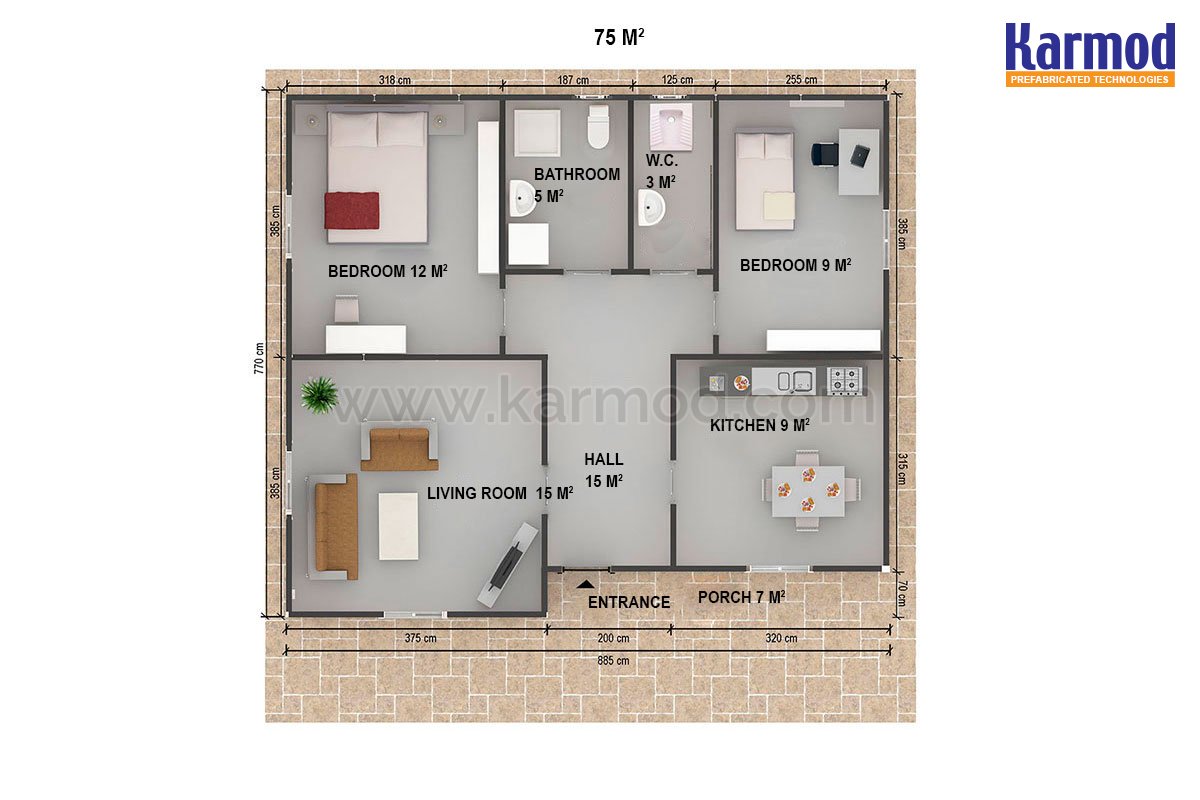 75 M²
Karmod
PREFABRICATED TECHNOLOGIES
318 cm
187 cm
125 cm
255 cm
BATHROOM
5 M²
W.C.
3 M²
385 cm
385 cm
BEDROOM 12 M²
BEDROOM 9 M²
770 cm
www.karmod.com
KITCHEN 9 M²
HALL
15 M²
385 cm
315 cm
LIVING ROOM 15 M²
70 cm
ENTRANCE
PORCH 7 M²
375 cm
200 cm
320 cm
885 cm